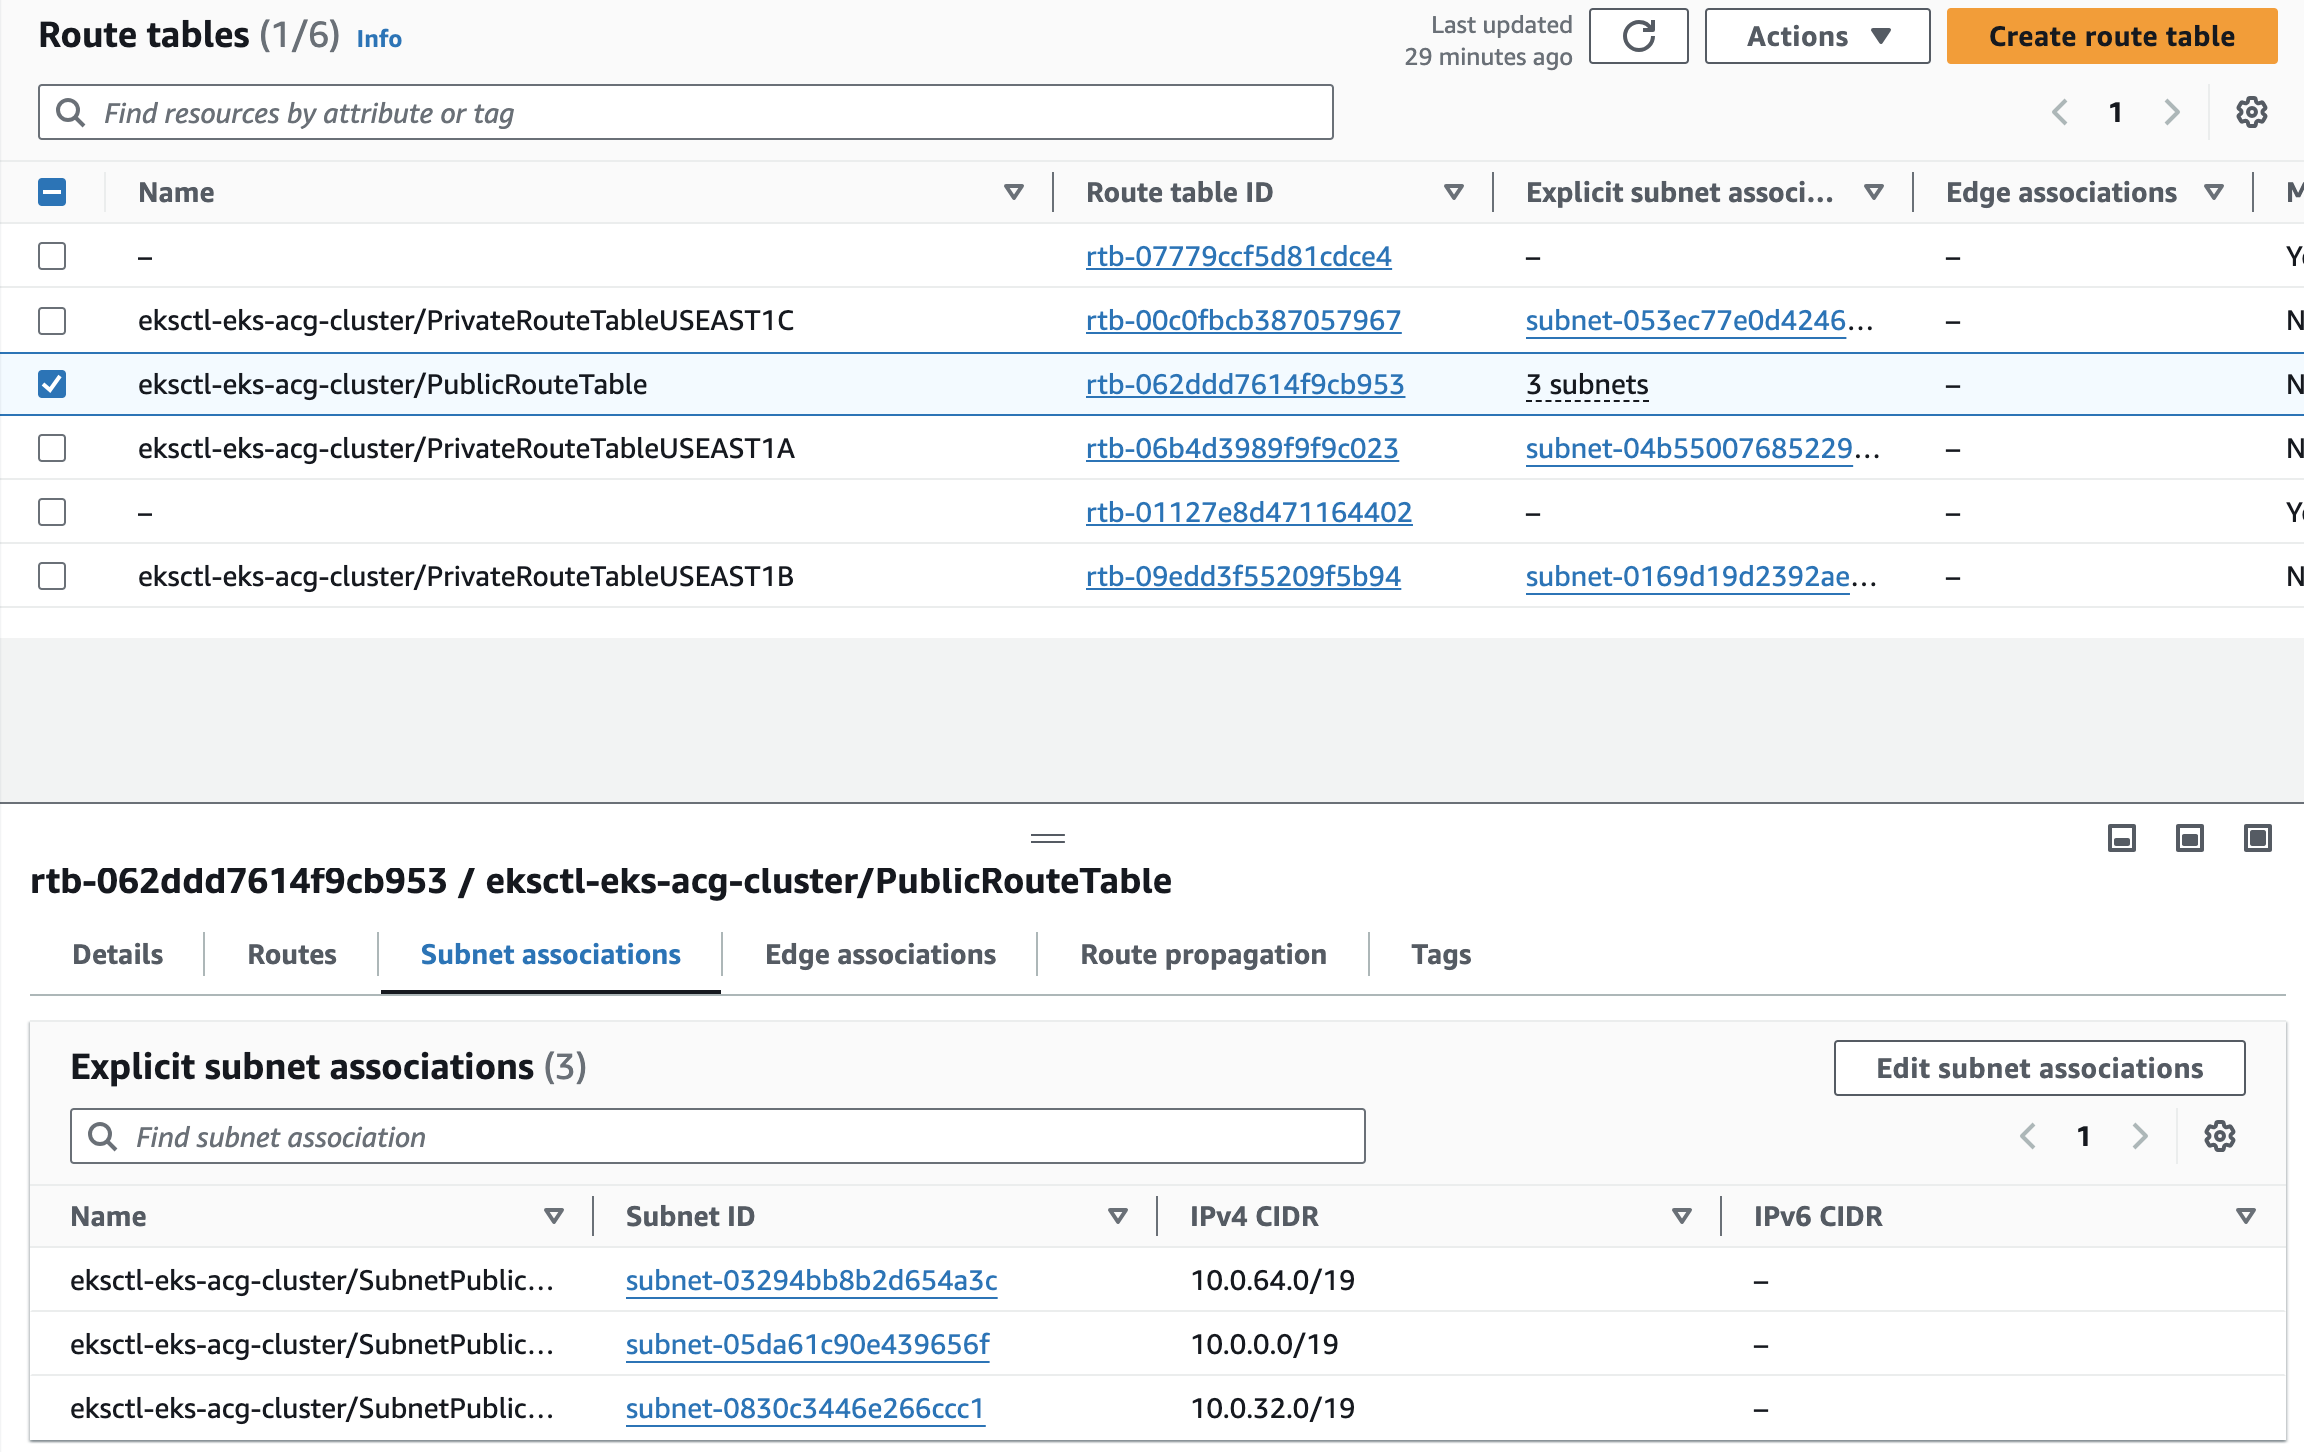 Route tables (1/6) Info
Last updated
29 minutes ago
Actions
Create route table
Find resources by attribute or tag
1
Name Route table ID Explicit subnet associ... Edge associations M
– rtb-07779ccf5d81cdce4 – – Ye
eksctl-eks-acg-cluster/PrivateRouteTableUSEAST1C rtb-00c0fbcb387057967 subnet-053ec77e0d4246... – N
eksctl-eks-acg-cluster/PublicRouteTable rtb-062ddd7614f9cb953 3 subnets – N
eksctl-eks-acg-cluster/PrivateRouteTableUSEAST1A rtb-06b4d3989f9f9c023 subnet-04b55007685229... – N
– rtb-01127e8d471164402 – – Ye
eksctl-eks-acg-cluster/PrivateRouteTableUSEAST1B rtb-09edd3f55209f5b94 subnet-0169d19d2392ae... – N
rtb-062ddd7614f9cb953 / eksctl-eks-acg-cluster/PublicRouteTable
Details Routes Subnet associations Edge associations Route propagation Tags
Explicit subnet associations (3)
Edit subnet associations
Find subnet association
1
Name Subnet ID IPv4 CIDR IPv6 CIDR
eksctl-eks-acg-cluster/SubnetPublic... subnet-03294bb8b2d654a3c 10.0.64.0/19 –
eksctl-eks-acg-cluster/SubnetPublic... subnet-05da61c90e439656f 10.0.0.0/19 –
eksctl-eks-acg-cluster/SubnetPublic... subnet-0830c3446e266ccc1 10.0.32.0/19 –